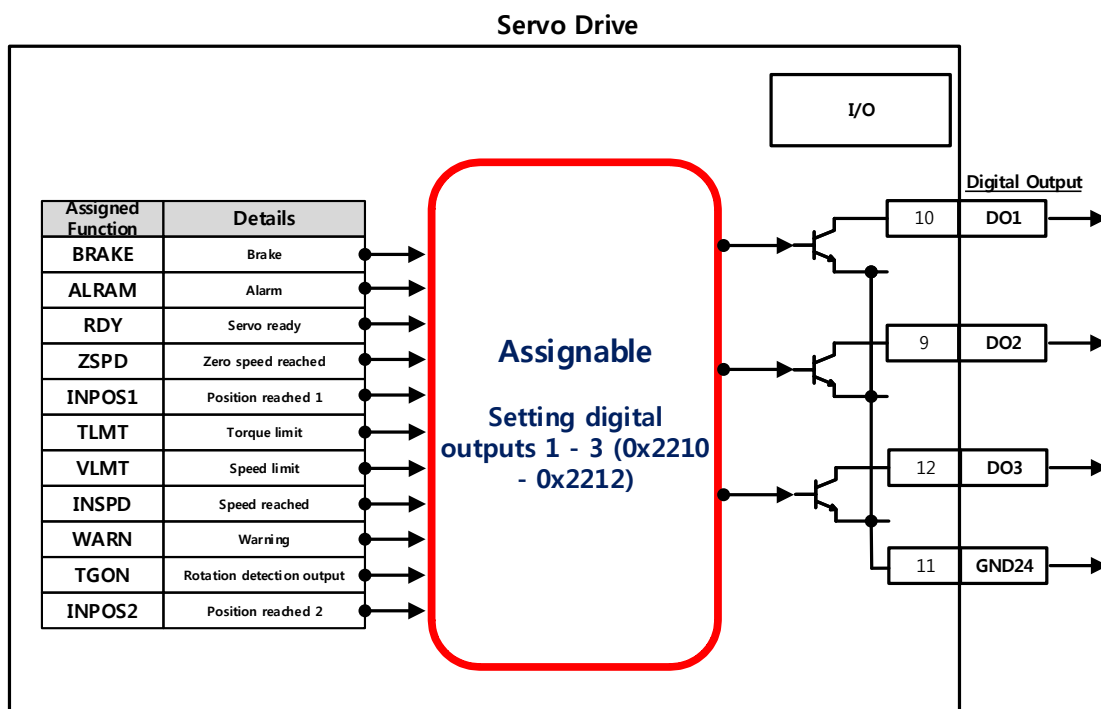 Servo Drive
I/O
Digital Output
Assigned
Function
Details
BRAKE
Brake
ALRAM
Alarm
RDY
Servo ready
ZSPD
Zero speed reached
INPOS1
Position reached 1
TLMT
Torque limit
VLMT
Speed limit
INSPD
Speed reached
WARN
Warning
TGON
Rotation detection output
INPOS2
Position reached 2
Assignable
Setting digital
outputs 1 - 3 (0x2210
- 0x2212)
10
DO1
9
DO2
12
DO3
11
GND24